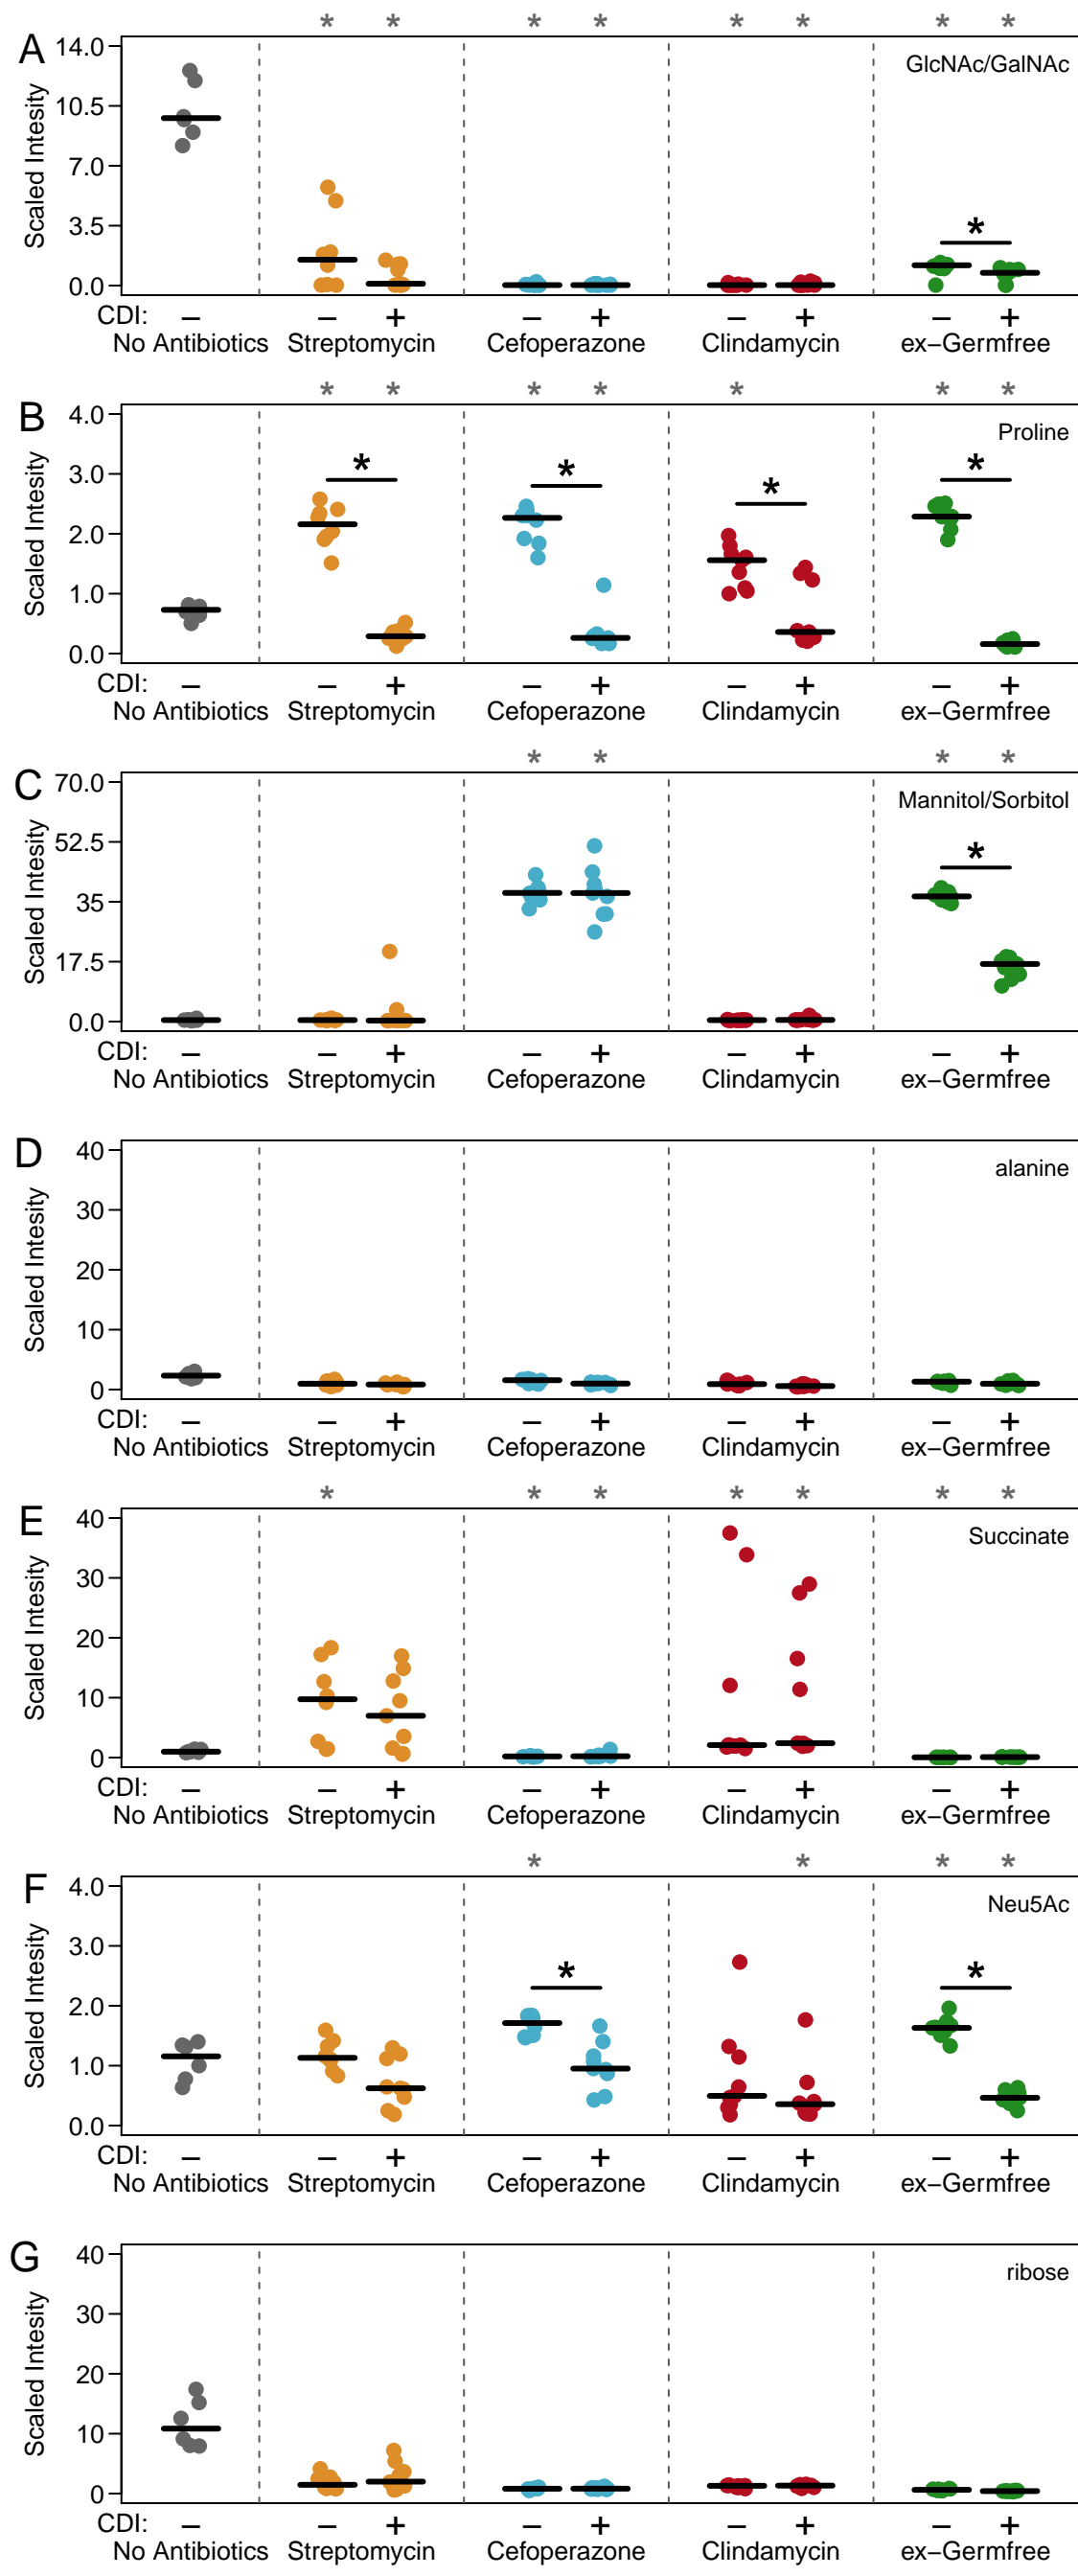 * * * * * * * *
A
GlcNAc/GalNAc
Scaled Intesity
14.0
10.5
7.0
3.5
0.0
*
CDI: − − + − + − + − +
No Antibiotics Streptomycin Cefoperazone Clindamycin ex−Germfree
* * * * * * *
B
Proline
Scaled Intesity
4.0
3.0
2.0
1.0
0.0
* * * *
CDI: − − + − + − + − +
No Antibiotics Streptomycin Cefoperazone Clindamycin ex−Germfree
* * * *
C
Mannitol/Sorbitol
Scaled Intesity
70.0
52.5
35
17.5
0.0
*
CDI: − − + − + − + − +
No Antibiotics Streptomycin Cefoperazone Clindamycin ex−Germfree
D
alanine
Scaled Intesity
40
30
20
10
0
CDI: − − + − + − + − +
No Antibiotics Streptomycin Cefoperazone Clindamycin ex−Germfree
* * * * * * *
E
Succinate
Scaled Intesity
40
30
20
10
0
CDI: − − + − + − + − +
No Antibiotics Streptomycin Cefoperazone Clindamycin ex−Germfree
* * * *
F
Neu5Ac
Scaled Intesity
4.0
3.0
2.0
1.0
0.0
* *
CDI: − − + − + − + − +
No Antibiotics Streptomycin Cefoperazone Clindamycin ex−Germfree
G
ribose
Scaled Intesity
40
30
20
10
0
CDI: − − + − + − + − +
No Antibiotics Streptomycin Cefoperazone Clindamycin ex−Germfree